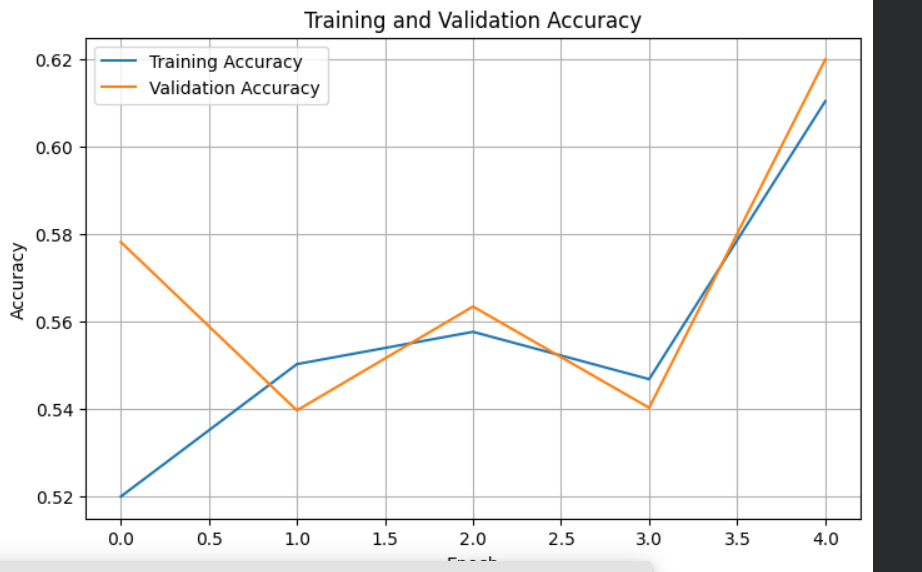 Training and Validation Accuracy
Training Accuracy
Validation Accuracy
0.62
0.60
0.58
0.56
0.54
0.52
Accuracy
0.0 0.5 1.0 1.5 2.0 2.5 3.0 3.5 4.0